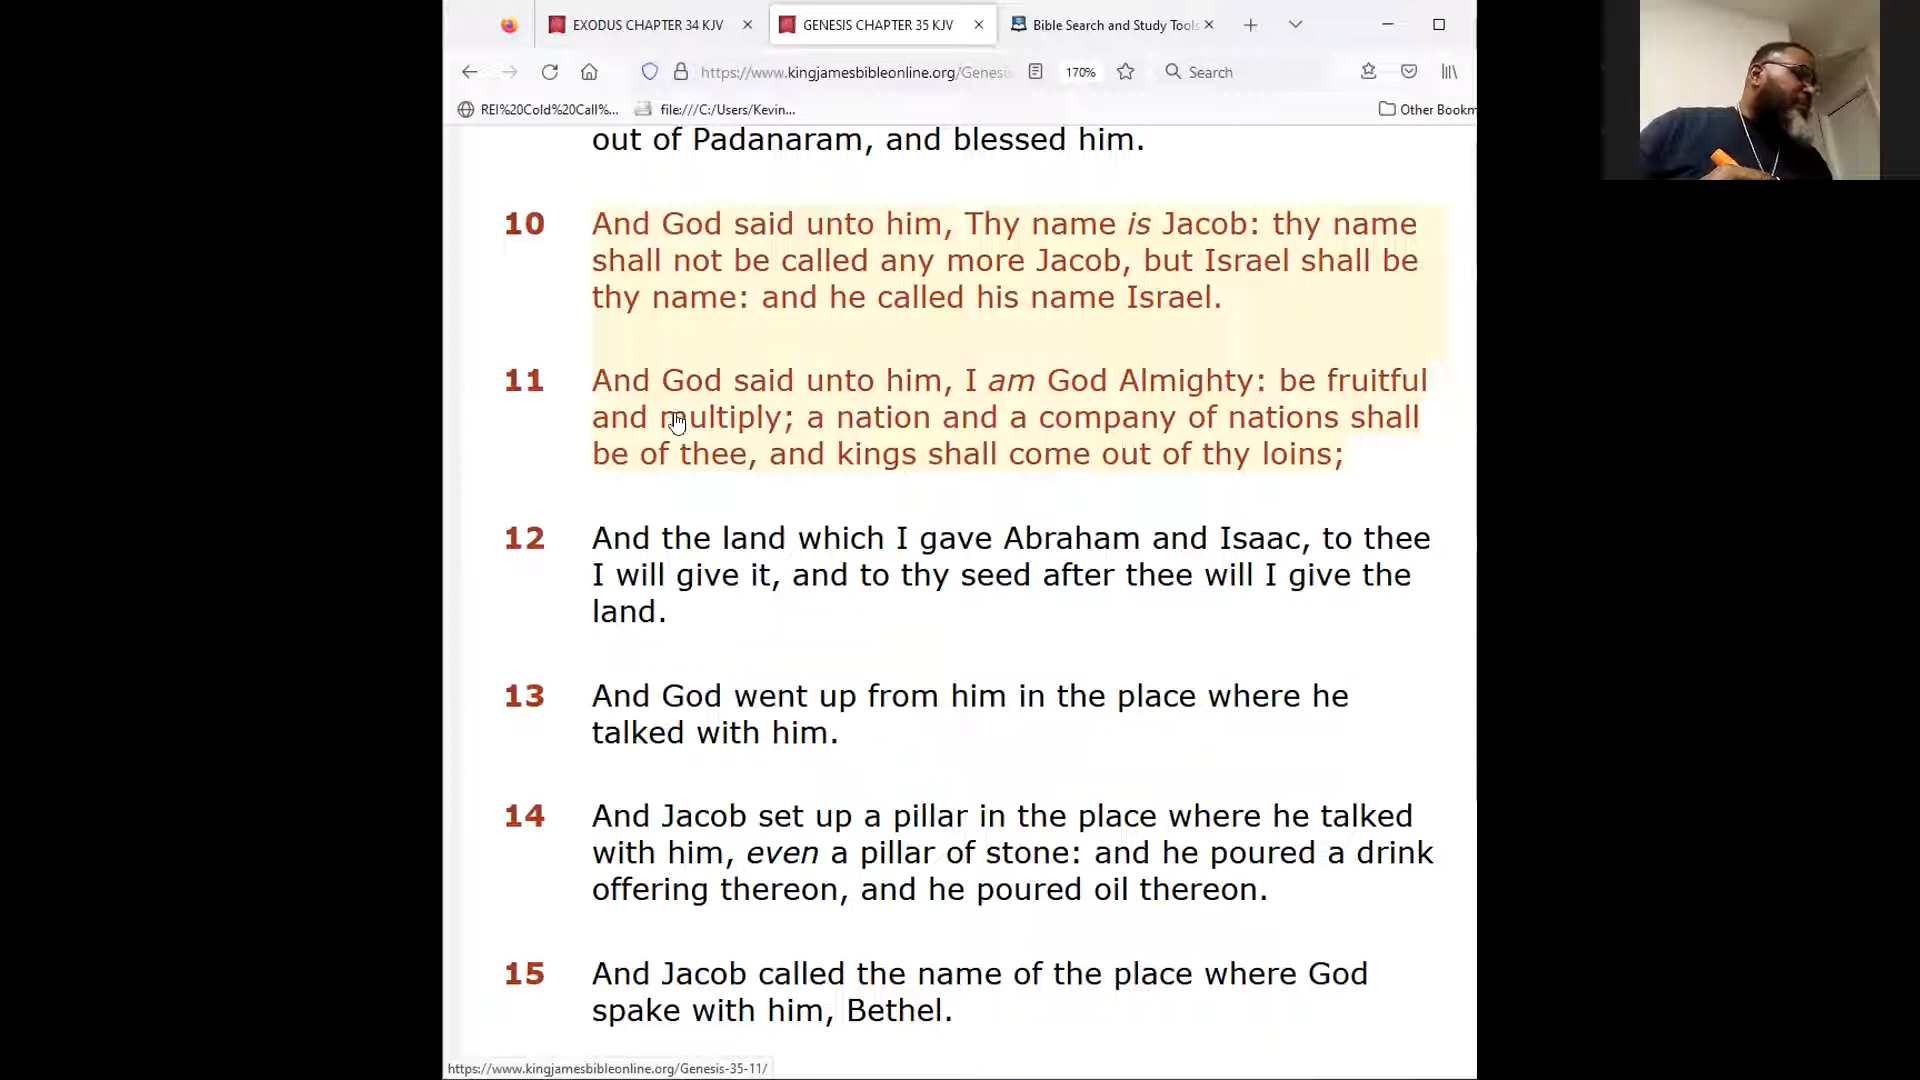 EXODUS CHAPTER 34 KJV
GENESIS CHAPTER 35 KJV
Bible Search and Study Tools
https://www.kingjamesbibleonline.org/Genesis
170%
Search
REI%20Cold%20Call%...
file:///C:/Users/Kevin...
Other Bookm
out of Padanaram, and blessed him.
10 And God said unto him, Thy name is Jacob: thy name
shall not be called any more Jacob, but Israel shall be
thy name: and he called his name Israel.
11 And God said unto him, I am God Almighty: be fruitful
and multiply; a nation and a company of nations shall
be of thee, and kings shall come out of thy loins;
12 And the land which I gave Abraham and Isaac, to thee
I will give it, and to thy seed after thee will I give the
land.
13 And God went up from him in the place where he
talked with him.
14 And Jacob set up a pillar in the place where he talked
with him, even a pillar of stone: and he poured a drink
offering thereon, and he poured oil thereon.
15 And Jacob called the name of the place where God
spake with him, Bethel.
https://www.kingjamesbibleonline.org/Genesis-35-11/